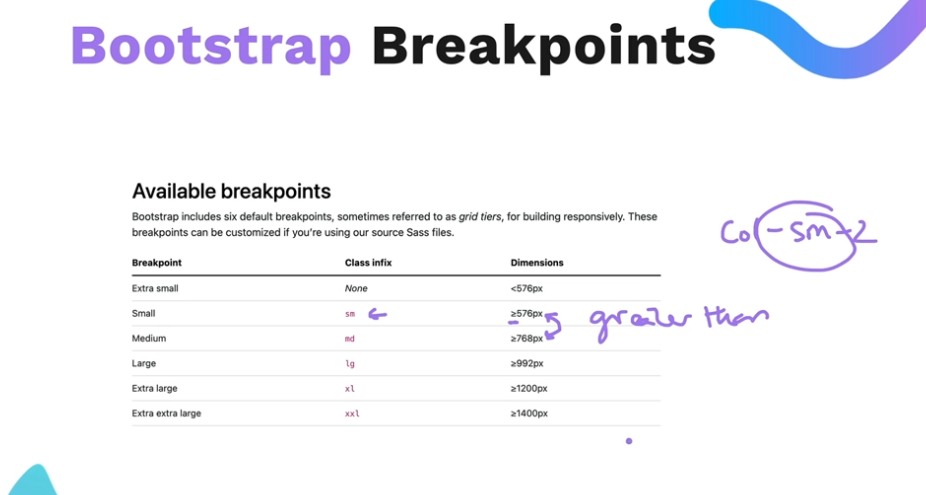 Bootstrap Breakpoints
Available breakpoints
Bootstrap includes six default breakpoints, sometimes referred to as grid tiers, for building responsively. These
breakpoints can be customized if you're using our source Sass files.
col-sm-2
Breakpoint Class infix Dimensions
Extra small None <576px
Small sm ≥576px greater than
Medium md ≥768px
Large lg ≥992px
Extra large xl ≥1200px
Extra extra large xxl ≥1400px